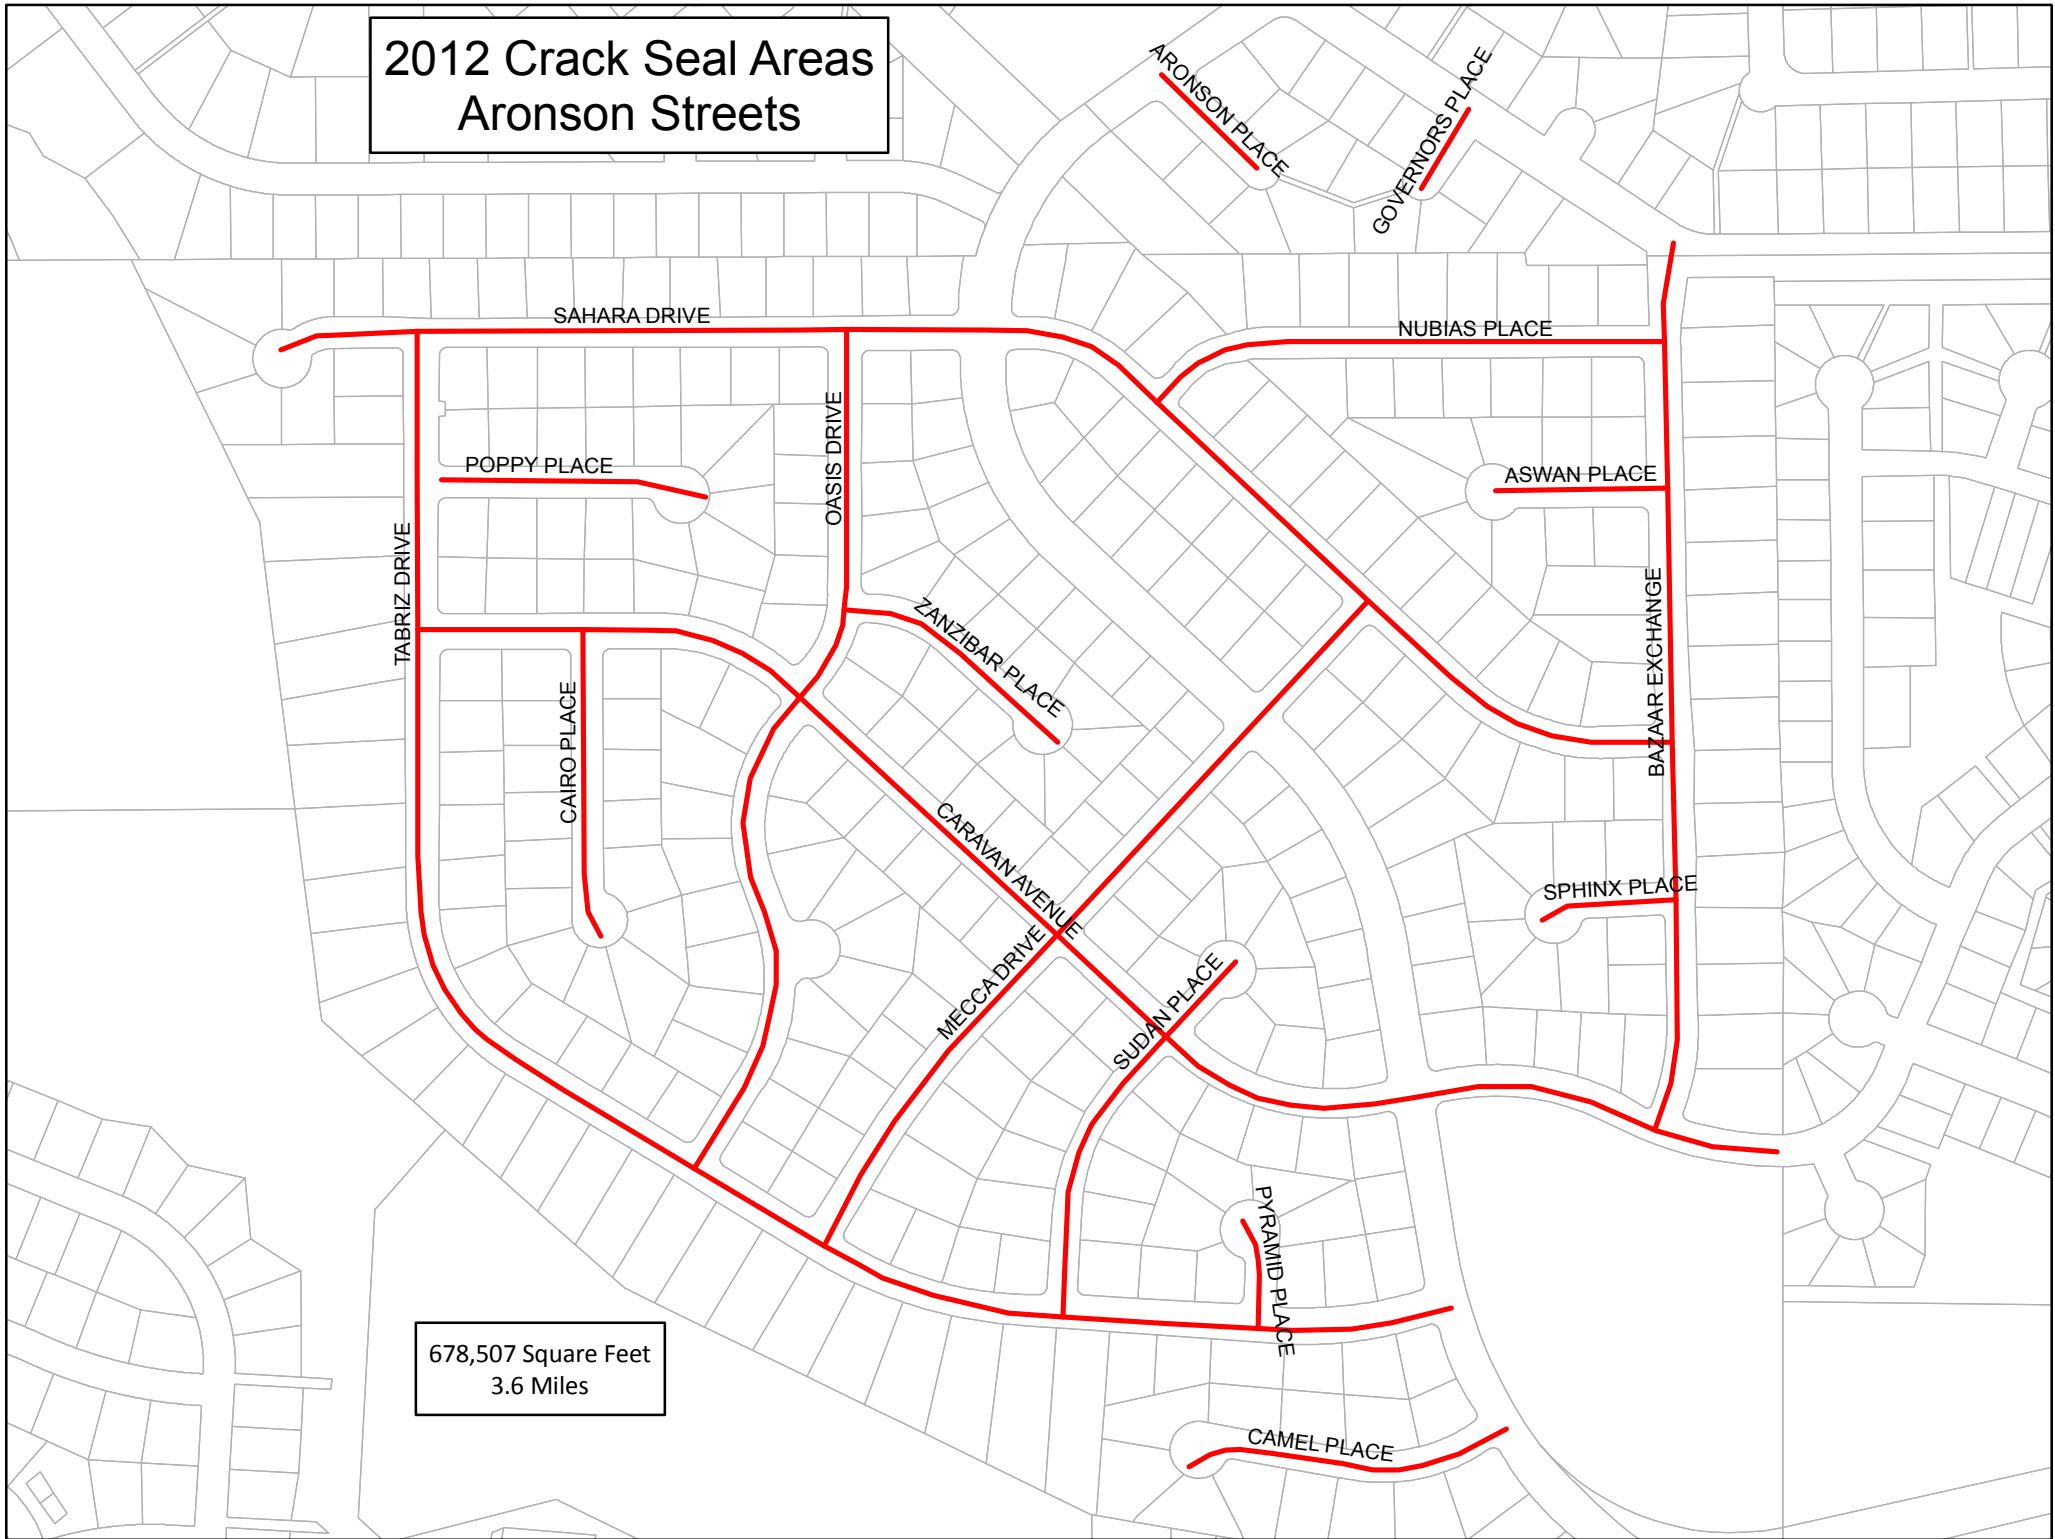 2012 Crack Seal Areas
Aronson Streets
ARONSON PLACE
GOVERNORS PLACE
SAHARA DRIVE
NUBIAS PLACE
OASIS DRIVE
POPPY PLACE
ASWAN PLACE
TABRIZ DRIVE
ZANZIBAR PLACE
BAZAAR EXCHANGE
CAIRO PLACE
CARAVAN AVENUE
SPHINX PLACE
MECCA DRIVE
SUDAN PLACE
PYRAMID PLACE
678,507 Square Feet
3.6 Miles
CAMEL PLACE